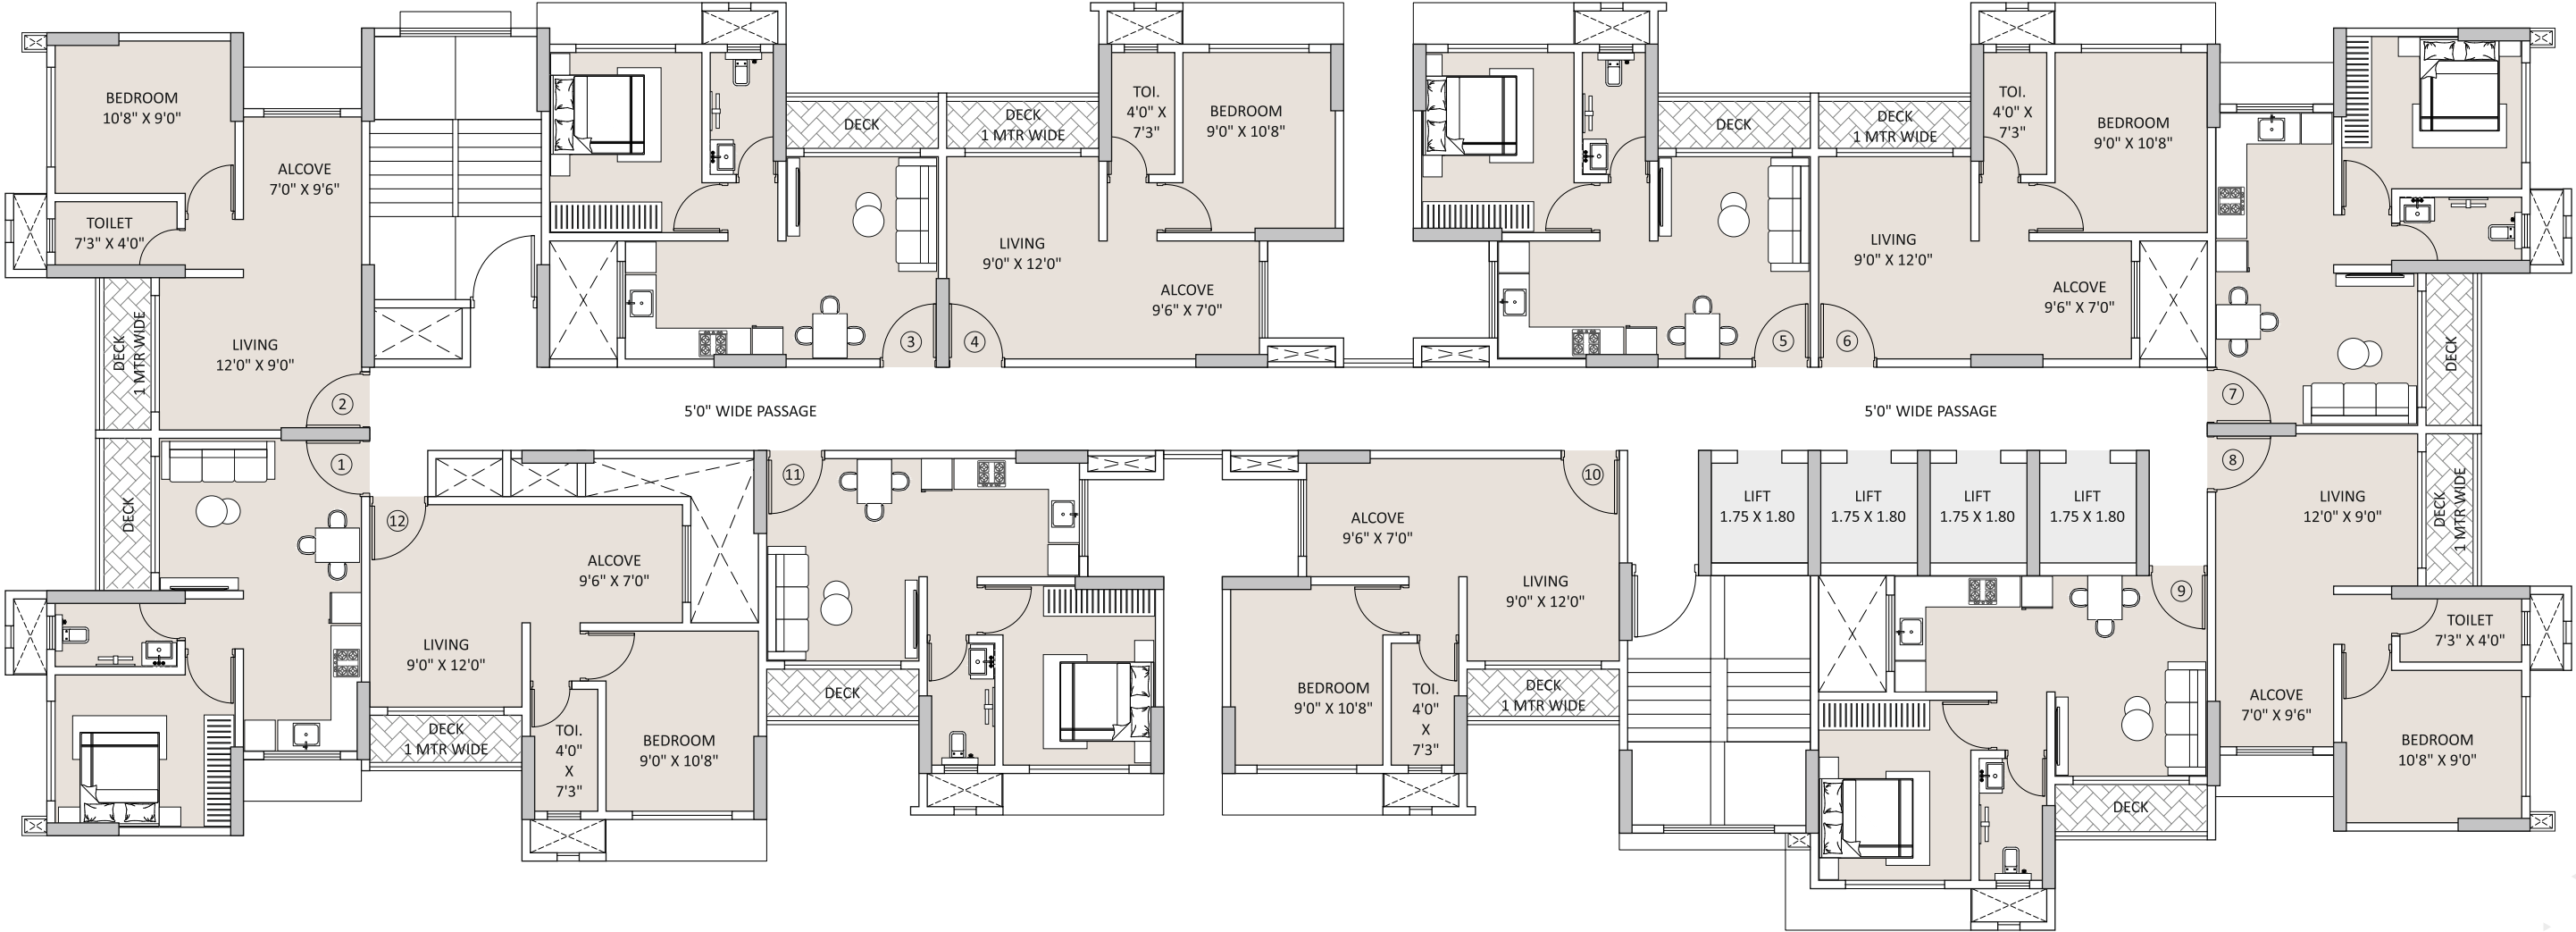 BEDROOM
10'8" X 9'0"
ALCOVE
7'0" X 9'6"
TOILET
7'3" X 4'0"
DECK
1 MTR WIDE
LIVING
12'0" X 9'0"
2
DECK
3
DECK
1 MTR WIDE
TOI.
4'0" X
7'3"
BEDROOM
9'0" X 10'8"
LIVING
9'0" X 12'0"
ALCOVE
9'6" X 7'0"
4
DECK
5
DECK
1 MTR WIDE
TOI.
4'0" X
7'3"
BEDROOM
9'0" X 10'8"
LIVING
9'0" X 12'0"
ALCOVE
9'6" X 7'0"
6
DECK
7
5'0" WIDE PASSAGE
5'0" WIDE PASSAGE
1
DECK
12
ALCOVE
9'6" X 7'0"
LIVING
9'0" X 12'0"
DECK
1 MTR WIDE
TOI.
4'0"
X
7'3"
BEDROOM
9'0" X 10'8"
11
DECK
10
ALCOVE
9'6" X 7'0"
LIVING
9'0" X 12'0"
BEDROOM
9'0" X 10'8"
TOI.
4'0"
X
7'3"
DECK
1 MTR WIDE
LIFT
1.75 X 1.80
LIFT
1.75 X 1.80
LIFT
1.75 X 1.80
LIFT
1.75 X 1.80
9
DECK
8
LIVING
12'0" X 9'0"
DECK
1 MTR WIDE
TOILET
7'3" X 4'0"
ALCOVE
7'0" X 9'6"
BEDROOM
10'8" X 9'0"